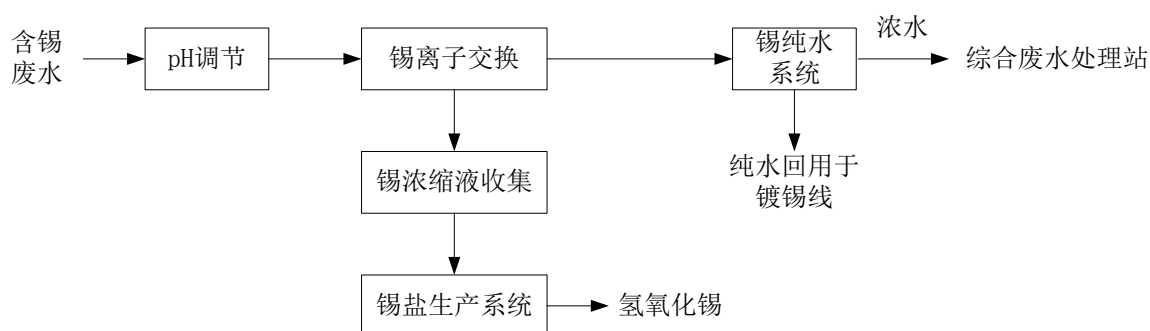 含锡
废水
pH调节
锡离子交换
锡纯水
系统
浓水
综合废水处理站
锡浓缩液收集
纯水回用于
镀锡线
锡盐生产系统
氢氧化锡